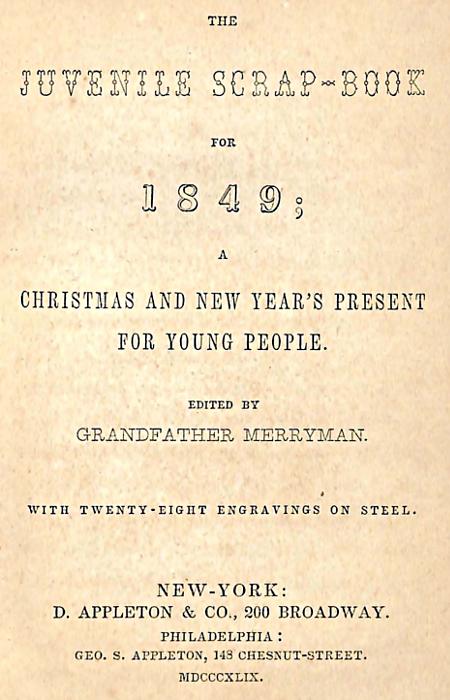 THE
JUVENILE SCRAP-BOOK
FOR
1849;
A
CHRISTMAS AND NEW YEAR'S PRESENT
FOR YOUNG PEOPLE.
EDITED BY
GRANDFATHER MERRYMAN.
WITH TWENTY-EIGHT ENGRAVINGS ON STEEL.
NEW-YORK:
D. APPLETON & CO., 200 BROADWAY.
PHILADELPHIA:
GEO. S. APPLETON, 148 CHESNUT-STREET.
MDCCCXLIX.